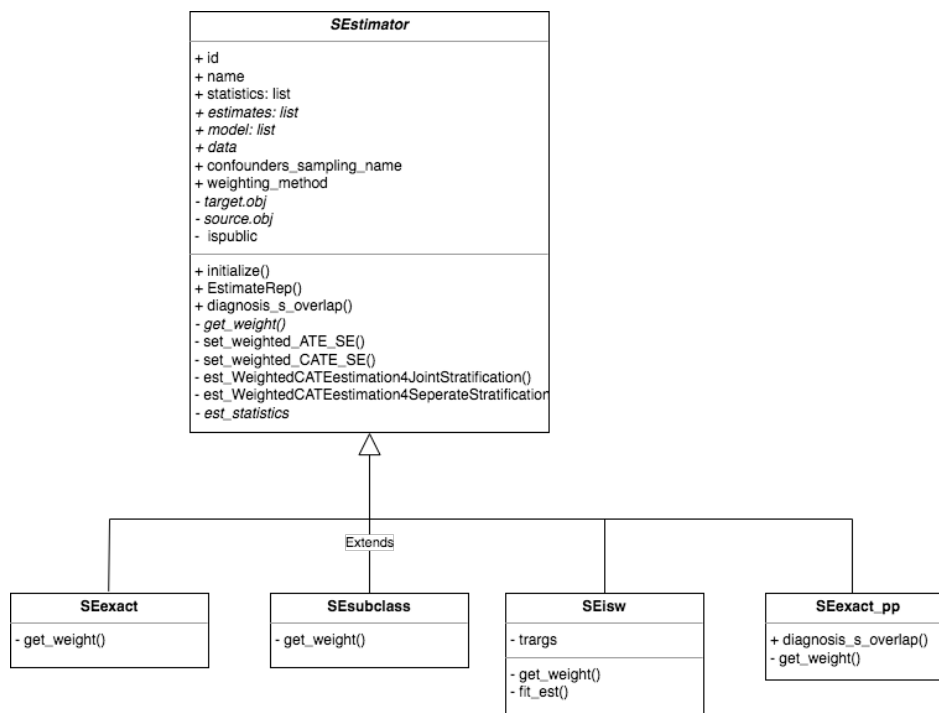 SEstimator
+ id
+ name
+ statistics: list
+ estimates: list
+ model: list
+ data
+ confounders_sampling_name
+ weighting_method
- target.obj
- source.obj
- ispublic
+ initialize()
+ EstimateRep()
+ diagnosis_s_overlap()
- get_weight()
- set_weighted_ATE_SE()
- set_weighted_CATE_SE()
- est_WeightedCATEestimation4JointStratification()
- est_WeightedCATEestimation4SeperateStratification
- est_statistics
Extends
SEexact
- get_weight()
SEsubclass
- get_weight()
SEisw
- trargs
- get_weight()
- fit_est()
SEexact_pp
+ diagnosis_s_overlap()
- get_weight()